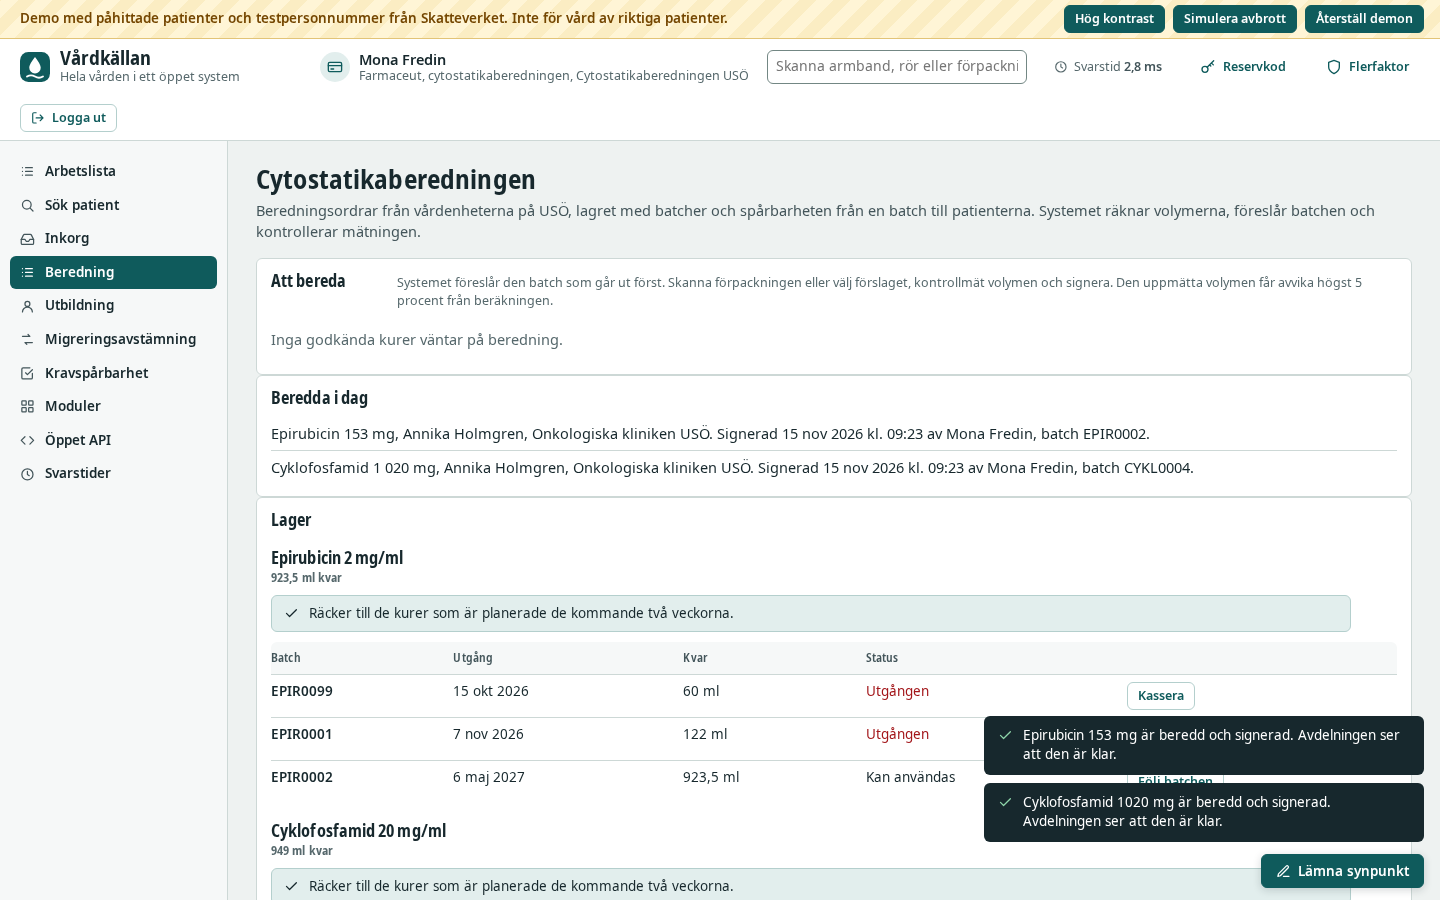 Demo med påhittade patienter och testpersonnummer från Skatteverket. Inte för vård av riktiga patienter.
Hög kontrast
Simulera avbrott
Återställ demon
Vårdkällan
Hela vården i ett öppet system
Mona Fredin
Farmaceut, cytostatikaberedningen, Cytostatikaberedningen USÖ
Skanna armband, rör eller förpackni
Svarstid 2,8 ms
Reservkod
Flerfaktor
Logga ut
Arbetslista
Sök patient
Inkorg
Beredning
Utbildning
Migreringsavstämning
Kravspårbarhet
Moduler
Öppet API
Svarstider
Cytostatikaberedningen
Beredningsordrar från vårdenheterna på USÖ, lagret med batcher och spårbarheten från en batch till patienterna. Systemet räknar volymerna, föreslår batchen och
kontrollerar mätningen.
Att bereda
Systemet föreslår den batch som går ut först. Skanna förpackningen eller välj förslaget, kontrollmät volymen och signera. Den uppmätta volymen får avvika högst 5
procent från beräkningen.
Inga godkända kurer väntar på beredning.
Beredda i dag
Epirubicin 153 mg, Annika Holmgren, Onkologiska kliniken USÖ. Signerad 15 nov 2026 kl. 09:23 av Mona Fredin, batch EPIR0002.
Cyklofosfamid 1 020 mg, Annika Holmgren, Onkologiska kliniken USÖ. Signerad 15 nov 2026 kl. 09:23 av Mona Fredin, batch CYKL0004.
Lager
Epirubicin 2 mg/ml
923,5 ml kvar
Räcker till de kurer som är planerade de kommande två veckorna.
Batch Utgång Kvar Status
EPIR0099 15 okt 2026 60 ml Utgången Kassera
EPIR0001 7 nov 2026 122 ml Utgången
EPIR0002 6 maj 2027 923,5 ml Kan användas Följ batchen
Epirubicin 153 mg är beredd och signerad. Avdelningen ser
att den är klar.
Cyklofosfamid 1020 mg är beredd och signerad.
Avdelningen ser att den är klar.
Cyklofosfamid 20 mg/ml
949 ml kvar
Räcker till de kurer som är planerade de kommande två veckorna.
Lämna synpunkt